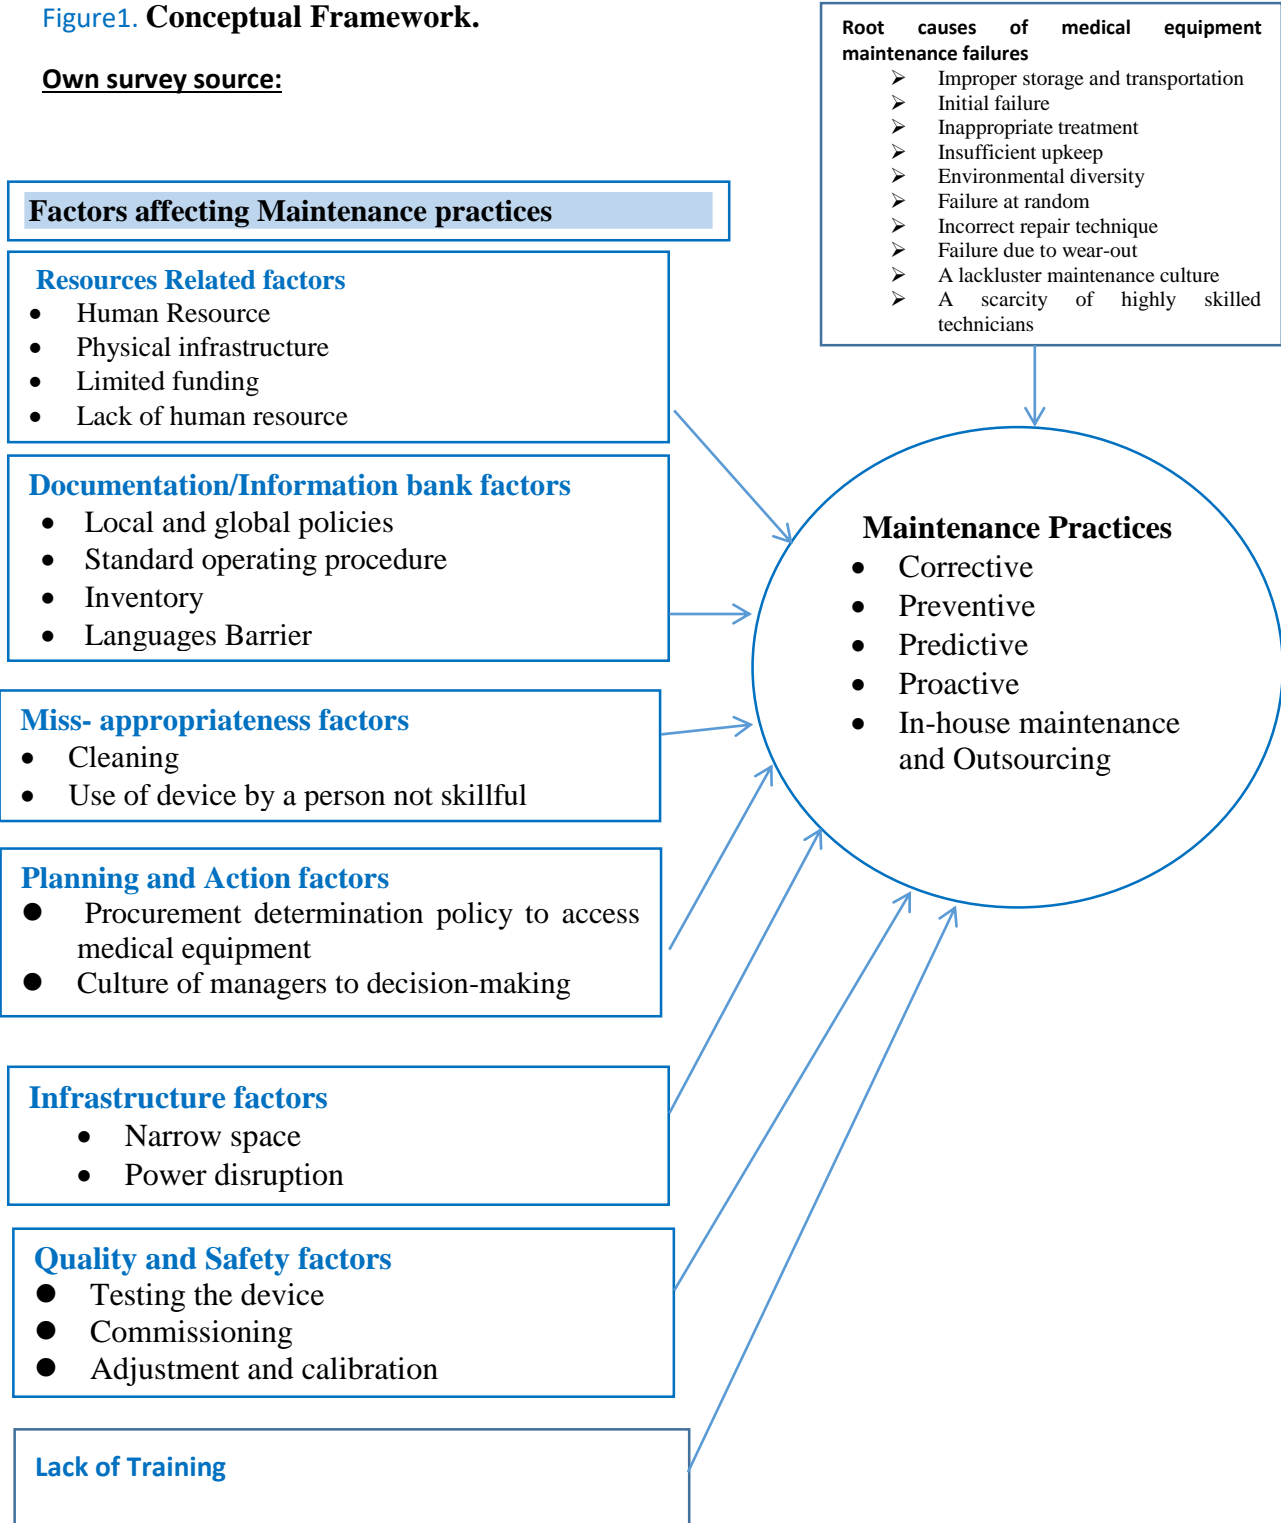 Figure1. Conceptual Framework.
Own survey source:
Root causes of medical equipment
maintenance failures
➢ Improper storage and transportation
➢ Initial failure
➢ Inappropriate treatment
➢ Insufficient upkeep
➢ Environmental diversity
➢ Failure at random
➢ Incorrect repair technique
➢ Failure due to wear-out
➢ A lackluster maintenance culture
➢ A scarcity of highly skilled
technicians
Factors affecting Maintenance practices
Resources Related factors
• Human Resource
• Physical infrastructure
• Limited funding
• Lack of human resource
Documentation/Information bank factors
• Local and global policies
• Standard operating procedure
• Inventory
• Languages Barrier
Miss- appropriateness factors
• Cleaning
• Use of device by a person not skillful
Planning and Action factors
● Procurement determination policy to access
medical equipment
● Culture of managers to decision-making
Infrastructure factors
• Narrow space
• Power disruption
Quality and Safety factors
● Testing the device
● Commissioning
● Adjustment and calibration
Lack of Training
Maintenance Practices
• Corrective
• Preventive
• Predictive
• Proactive
• In-house maintenance
and Outsourcing